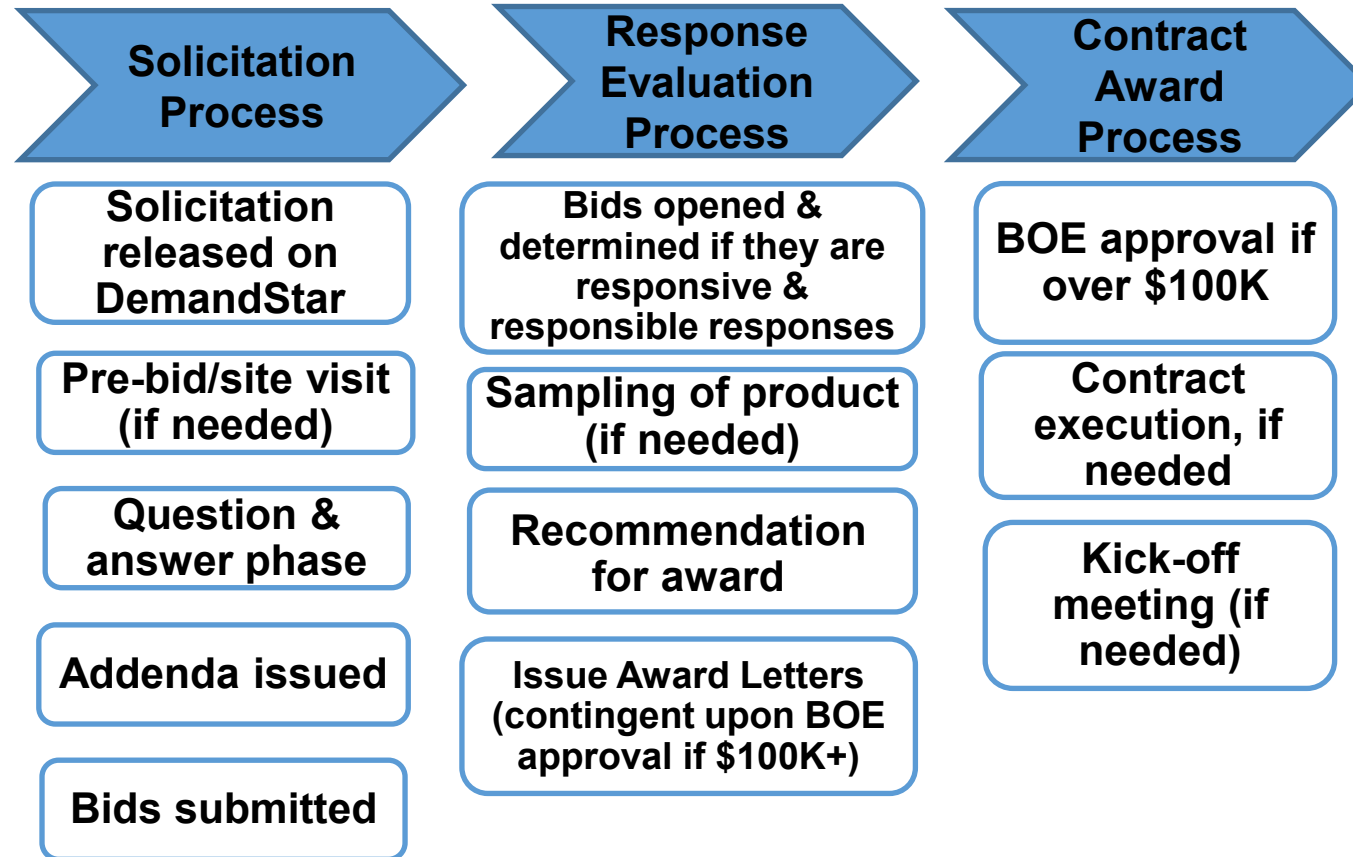 Solicitation
Process
Solicitation
released on
DemandStar
Pre-bid/site visit
(if needed)
Question &
answer phase
Addenda issued
Bids submitted
Response
Evaluation
Process
Bids opened &
determined if they are
responsive &
responsible responses
Sampling of product
(if needed)
Recommendation
for award
Issue Award Letters
(contingent upon BOE
approval if $100K+)
Contract
Award
Process
BOE approval if
over $100K
Contract
execution, if
needed
Kick-off
meeting (if
needed)